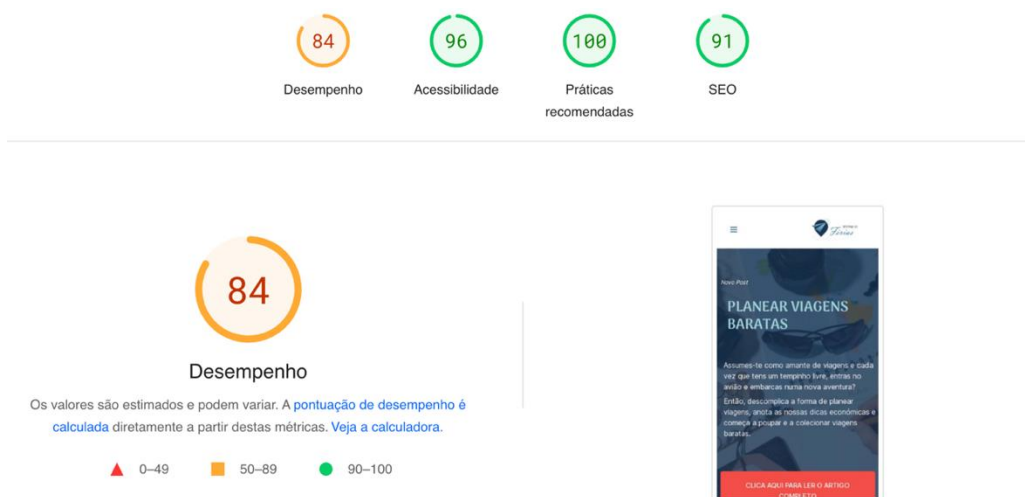 84
96
100
91
Desempenho
Acessibilidade
Práticas
recomendadas
SEO
84
Desempenho
Os valores são estimados e podem variar. A pontuação de desempenho é
calculada diretamente a partir destas métricas. Veja a calculadora.
0–49
50–89
90–100
Férias
Novo Post
PLANEAR VIAGENS
BARATAS
Assumes-te como amante de viagens e cada
vez que tens um tempinho livre, entras no
avião e embarcas numa nova aventura?
Então, descomplica a forma de planear
viagens, anota as nossas dicas económicas e
começa a poupar e a colecionar viagens
baratas.
CLICA AQUI PARA LER O ARTIGO
COMPLETO